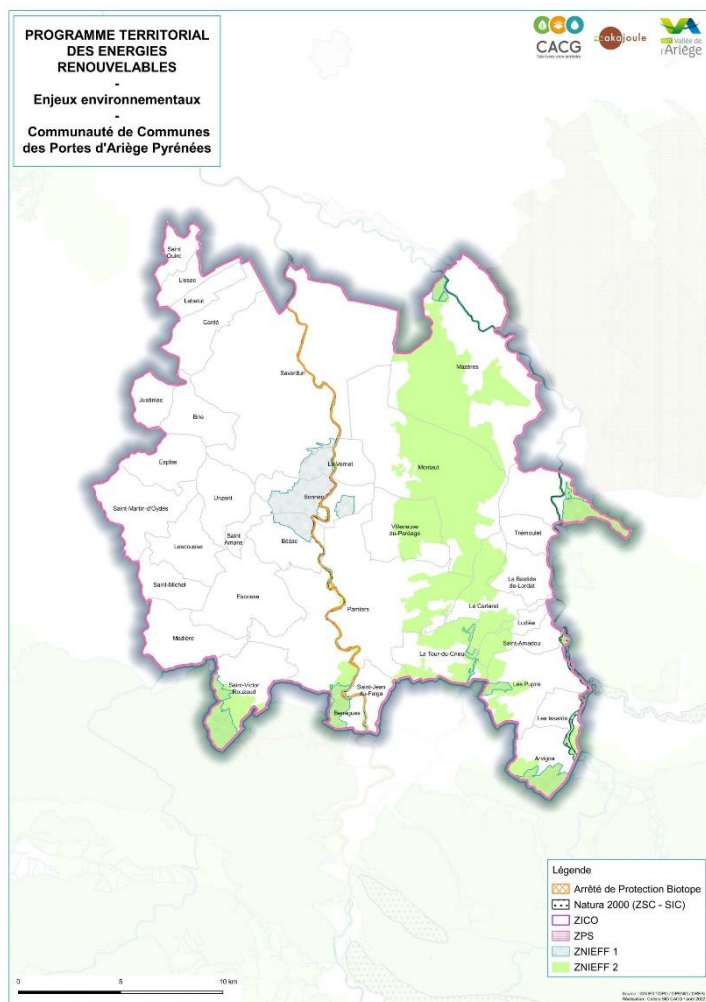 PROGRAMME TERRITORIAL
DES ENERGIES
RENOUVELABLES
-
Enjeux environnementaux
-
Communauté de Communes
des Portes d'Ariège Pyrénées
CACG
akajoule
Vallée de
l'Ariège
Saint
Quirc
Lissac
Labatut
Canté
Savardun
Mazères
Justiniac
Brie
Esplas
Le Vernet
Montaut
Bonnac
Saint-Martin-d'Oydes
Unzent
Villeneuve
du-Paréage
Trémoulet
Saint
Amans
Bézac
Lescousse
La Bastide
de-Lordat
Saint-Michel
Escosse
Pamiers
Le Carlaret
Ludiès
Madière
Saint-Amadou
La Tour-du-Crieu
Saint-Victor
Rouzaud
Saint-Jean
du-Falga
Les Pujols
Benagues
Les Issards
Arvigna
Légende
Arrêté de Protection Biotope
Natura 2000 (ZSC - SIC)
ZICO
ZPS
ZNIEFF 1
ZNIEFF 2
0 5 10 km